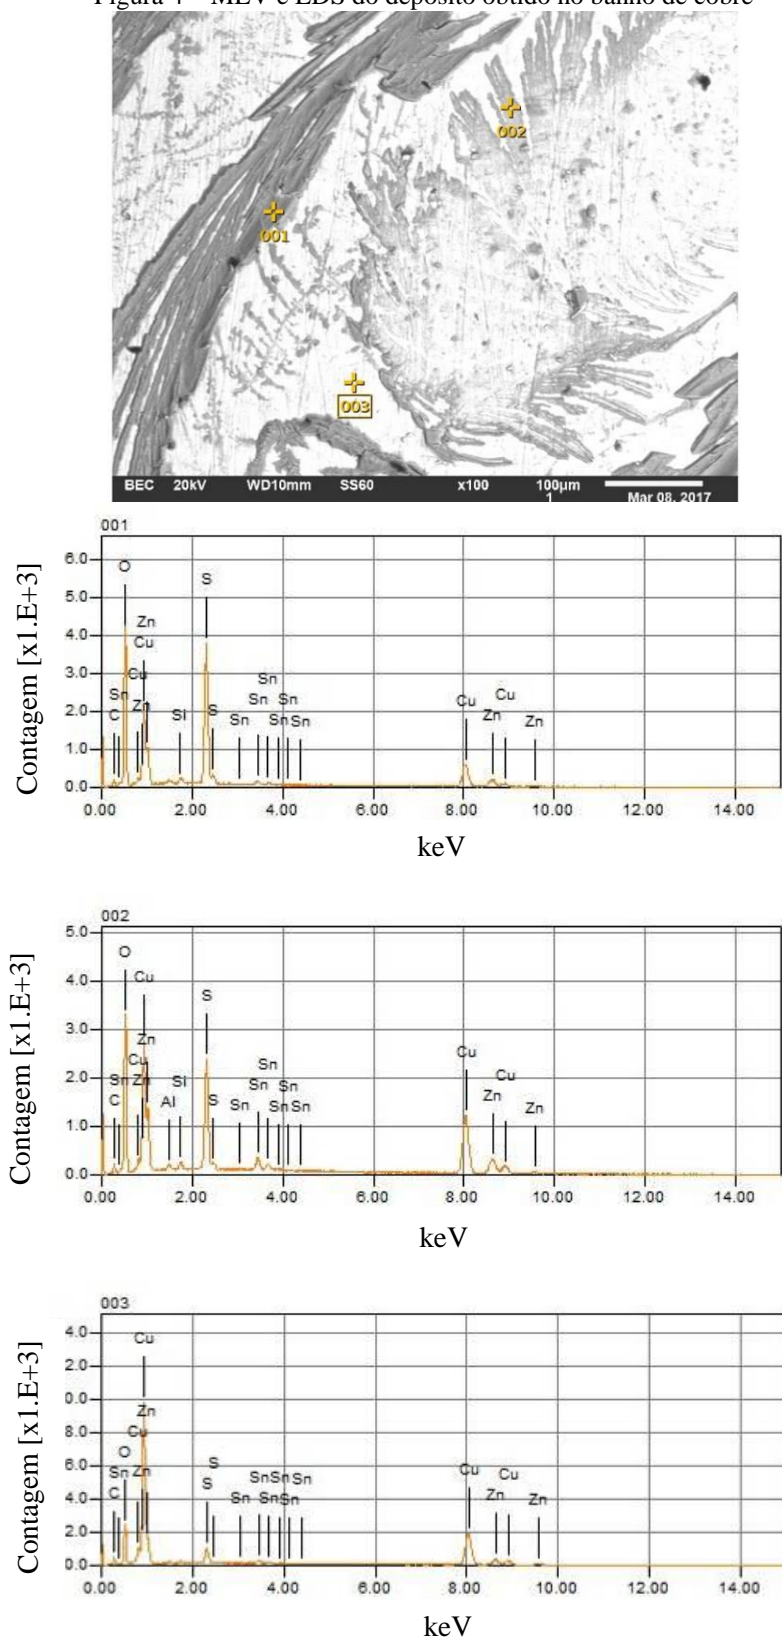 Figura 4 – MEV e EDS do depósito obtido no banho de cobre
002
001
003
BEC 20kV WD10mm SS60 x100 100µm
1 Mar 08, 2017
001
Contagem [x1.E+3]
6.0
5.0
4.0
3.0
2.0
1.0
0.0
O
S
Zn
Cu
Cu
Sn
Zn
C
Si
S
Sn
Sn
Sn
Sn
Sn
Sn
Cu
Cu
Zn
Zn
0.00 2.00 4.00 6.00 8.00 10.00 12.00 14.00
keV
002
Contagem [x1.E+3]
5.0
4.0
3.0
2.0
1.0
0.0
O
Cu
S
Zn
Cu
Sn
Zn
C
Al
Si
S
Sn
Sn
Sn
Sn
Sn
Sn
Cu
Cu
Zn
Zn
0.00 2.00 4.00 6.00 8.00 10.00 12.00 14.00
keV
003
Contagem [x1.E+3]
4.0
2.0
0.0
8.0
6.0
4.0
2.0
0.0
Cu
Zn
Cu
O
Sn
Zn
C
S
S
Sn
Sn Sn Sn
Sn Sn
Cu
Cu
Zn
Zn
0.00 2.00 4.00 6.00 8.00 10.00 12.00 14.00
keV